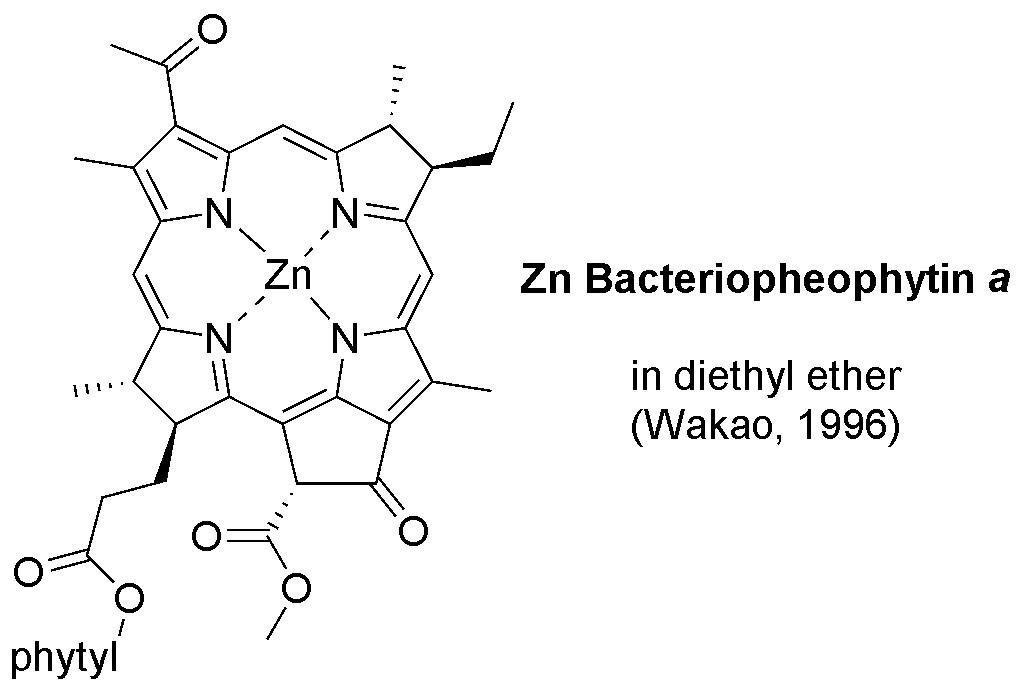 O
N
N
Zn
Zn Bacteriopheophytin a
N
N
in diethyl ether
(Wakao, 1996)
O
O
O
O
O
phytyl